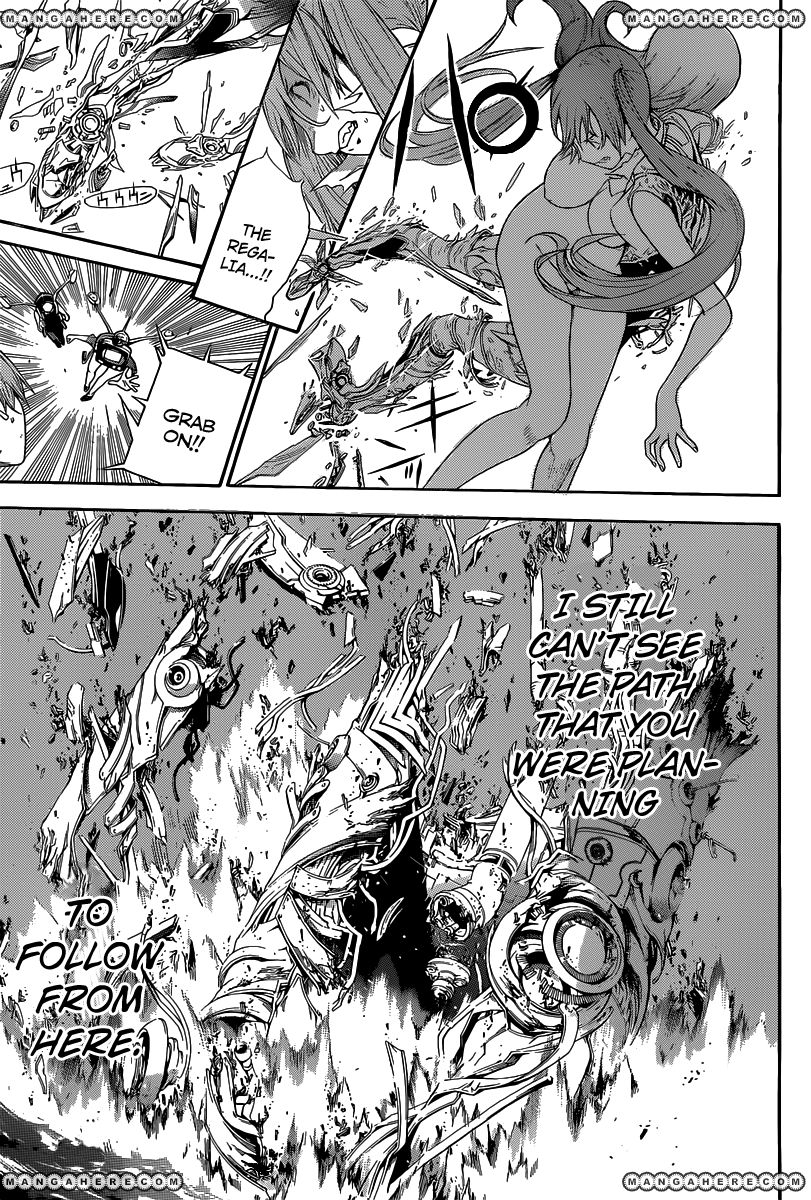 MANGAHERE.COM
MANGAHERE.COM
THE
REGA-
LIA...!!
GRAB
ON!!
I STILL
CAN'T SEE
THE PATH
THAT YOU
WERE PLAN-
NING
TO
FOLLOW
FROM
HERE.
MANGAHERE.COM
MANGAHERE.COM